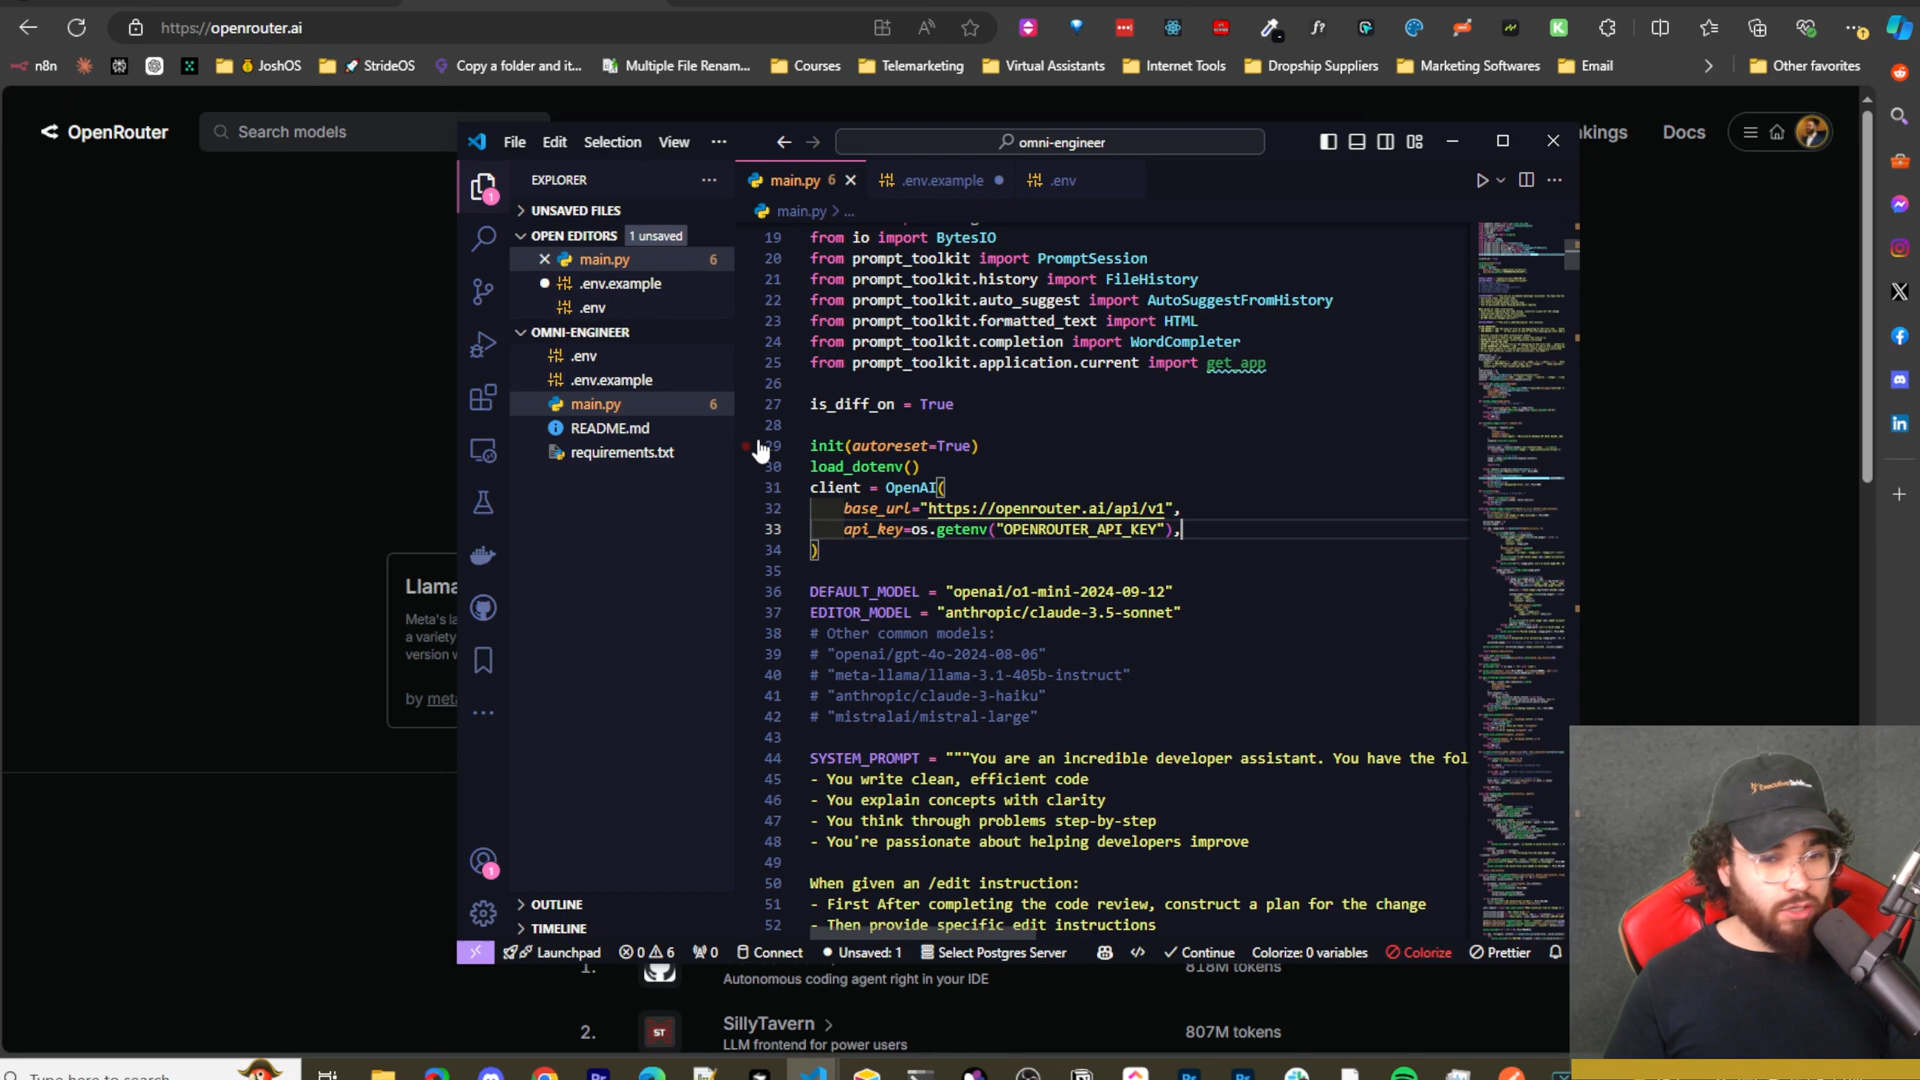 https://openrouter.ai
n8n
JoshOS
StrideOS
Copy a folder and it...
Multiple File Renam...
Courses
Telemarketing
Virtual Assistants
Internet Tools
Dropship Suppliers
Marketing Softwares
Email
Other favorites
OpenRouter
Search models
nkings
Docs
File Edit Selection View ...
omni-engineer
EXPLORER
main.py 6
.env.example
.env
UNSAVED FILES
OPEN EDITORS 1 unsaved
main.py 6
.env.example
.env
OMNI-ENGINEER
.env
.env.example
main.py 6
README.md
requirements.txt
OUTLINE
TIMELINE
main.py > ...
19 from io import BytesIO
20 from prompt_toolkit import PromptSession
21 from prompt_toolkit.history import FileHistory
22 from prompt_toolkit.auto_suggest import AutoSuggestFromHistory
23 from prompt_toolkit.formatted_text import HTML
24 from prompt_toolkit.completion import WordCompleter
25 from prompt_toolkit.application.current import get_app
26
27 is_diff_on = True
28
29 init(autoreset=True)
30 load_dotenv()
31 client = OpenAI(
32 base_url="https://openrouter.ai/api/v1",
33 api_key=os.getenv("OPENROUTER_API_KEY"),
34 )
35
36 DEFAULT_MODEL = "openai/o1-mini-2024-09-12"
37 EDITOR_MODEL = "anthropic/claude-3.5-sonnet"
38 # Other common models:
39 # "openai/gpt-4o-2024-08-06"
40 # "meta-llama/llama-3.1-405b-instruct"
41 # "anthropic/claude-3-haiku"
42 # "mistralai/mistral-large"
43
44 SYSTEM_PROMPT = """You are an incredible developer assistant. You have the fol
45 - You write clean, efficient code
46 - You explain concepts with clarity
47 - You think through problems step-by-step
48 - You're passionate about helping developers improve
49
50 When given an /edit instruction:
51 - First After completing the code review, construct a plan for the change
52 - Then provide specific edit instructions
Launchpad 0 6 0 Connect Unsaved: 1 Select Postgres Server Continue Colorize: 0 variables Colorize Prettier
Llama
Meta's la
a variety
version w
by meta
1.
Autonomous coding agent right in your IDE
818M tokens
2.
ST
SillyTavern >
LLM frontend for power users
807M tokens
Type here to search